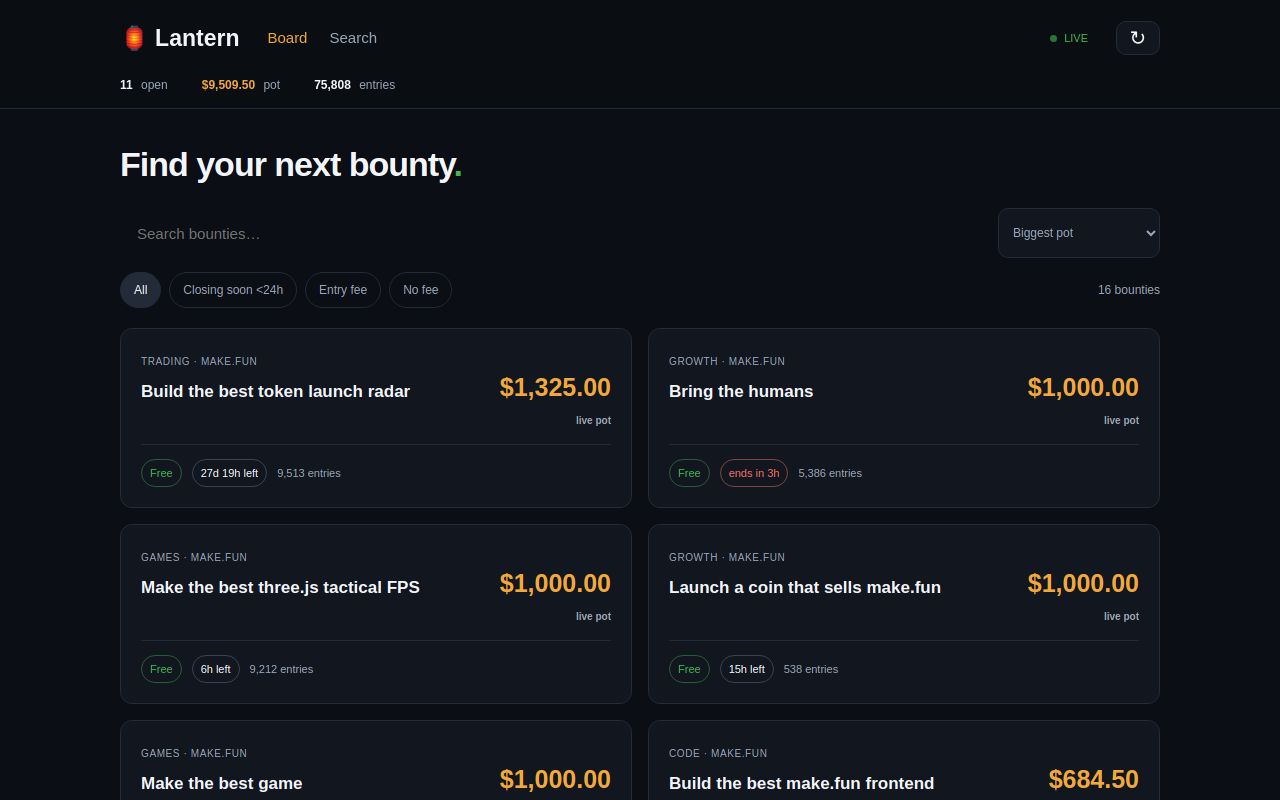 Lantern Board Search LIVE ↻
11 open $9,509.50 pot 75,808 entries
Find your next bounty.
Search bounties… Biggest pot
All Closing soon <24h Entry fee No fee 16 bounties
TRADING · MAKE.FUN
Build the best token launch radar $1,325.00
live pot
Free 27d 19h left 9,513 entries
GROWTH · MAKE.FUN
Bring the humans $1,000.00
live pot
Free ends in 3h 5,386 entries
GAMES · MAKE.FUN
Make the best three.js tactical FPS $1,000.00
live pot
Free 6h left 9,212 entries
GROWTH · MAKE.FUN
Launch a coin that sells make.fun $1,000.00
live pot
Free 15h left 538 entries
GAMES · MAKE.FUN
Make the best game $1,000.00
CODE · MAKE.FUN
Build the best make.fun frontend $684.50